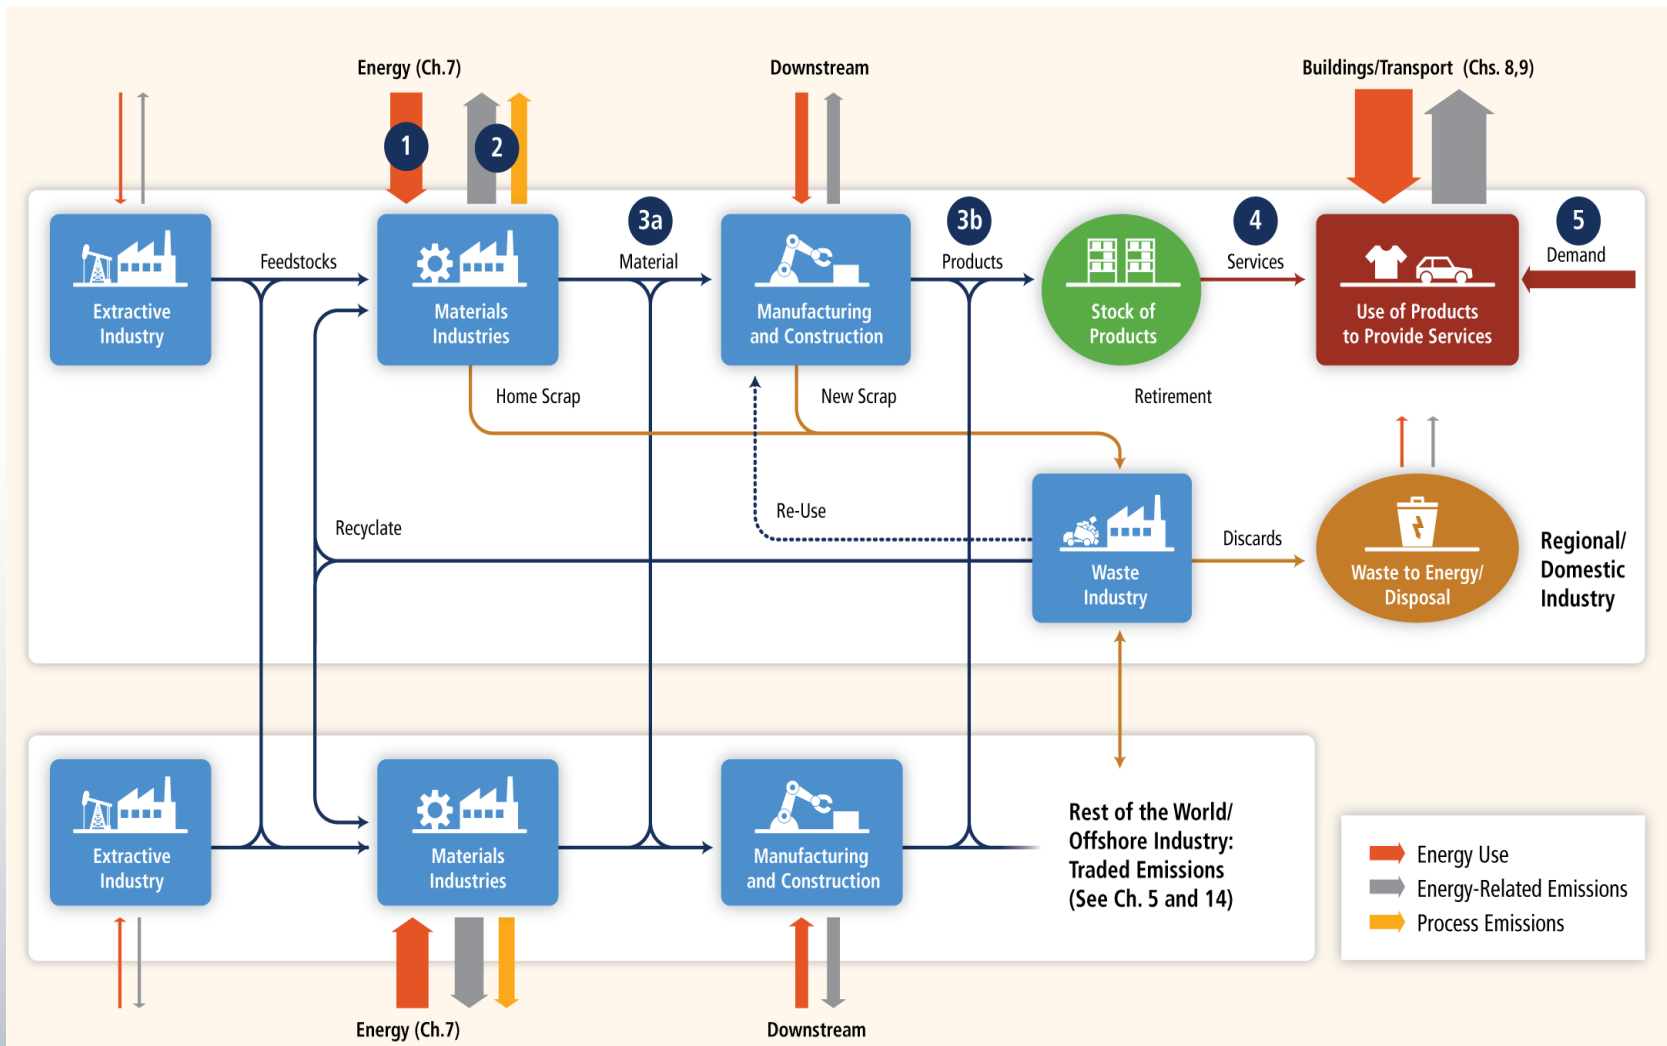 Energy (Ch.7)
Downstream
Buildings/Transport (Chs. 8,9)
1
2
3a
3b
4
5
Feedstocks
Material
Products
Services
Demand
Extractive
Industry
Materials
Industries
Manufacturing
and Construction
Stock of
Products
Use of Products
to Provide Services
Home Scrap
New Scrap
Retirement
Re-Use
Recyclate
Discards
Waste
Industry
Waste to Energy/
Disposal
Regional/
Domestic
Industry
Extractive
Industry
Materials
Industries
Manufacturing
and Construction
Rest of the World/
Offshore Industry:
Traded Emissions
(See Ch. 5 and 14)
Energy Use
Energy-Related Emissions
Process Emissions
Energy (Ch.7)
Downstream